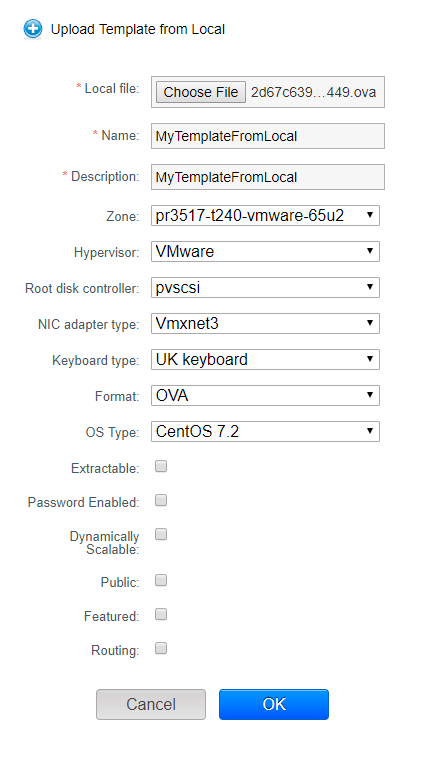 Upload Template from Local
* Local file: Choose File 2d67c639...449.ova
* Name: MyTemplateFromLocal
* Description: MyTemplateFromLocal
Zone: pr3517-t240-vmware-65u2
Hypervisor: VMware
Root disk controller: pvscsi
NIC adapter type: Vmxnet3
Keyboard type: UK keyboard
Format: OVA
OS Type: CentOS 7.2
Extractable:
Password Enabled:
Dynamically
Scalable:
Public:
Featured:
Routing:
Cancel OK